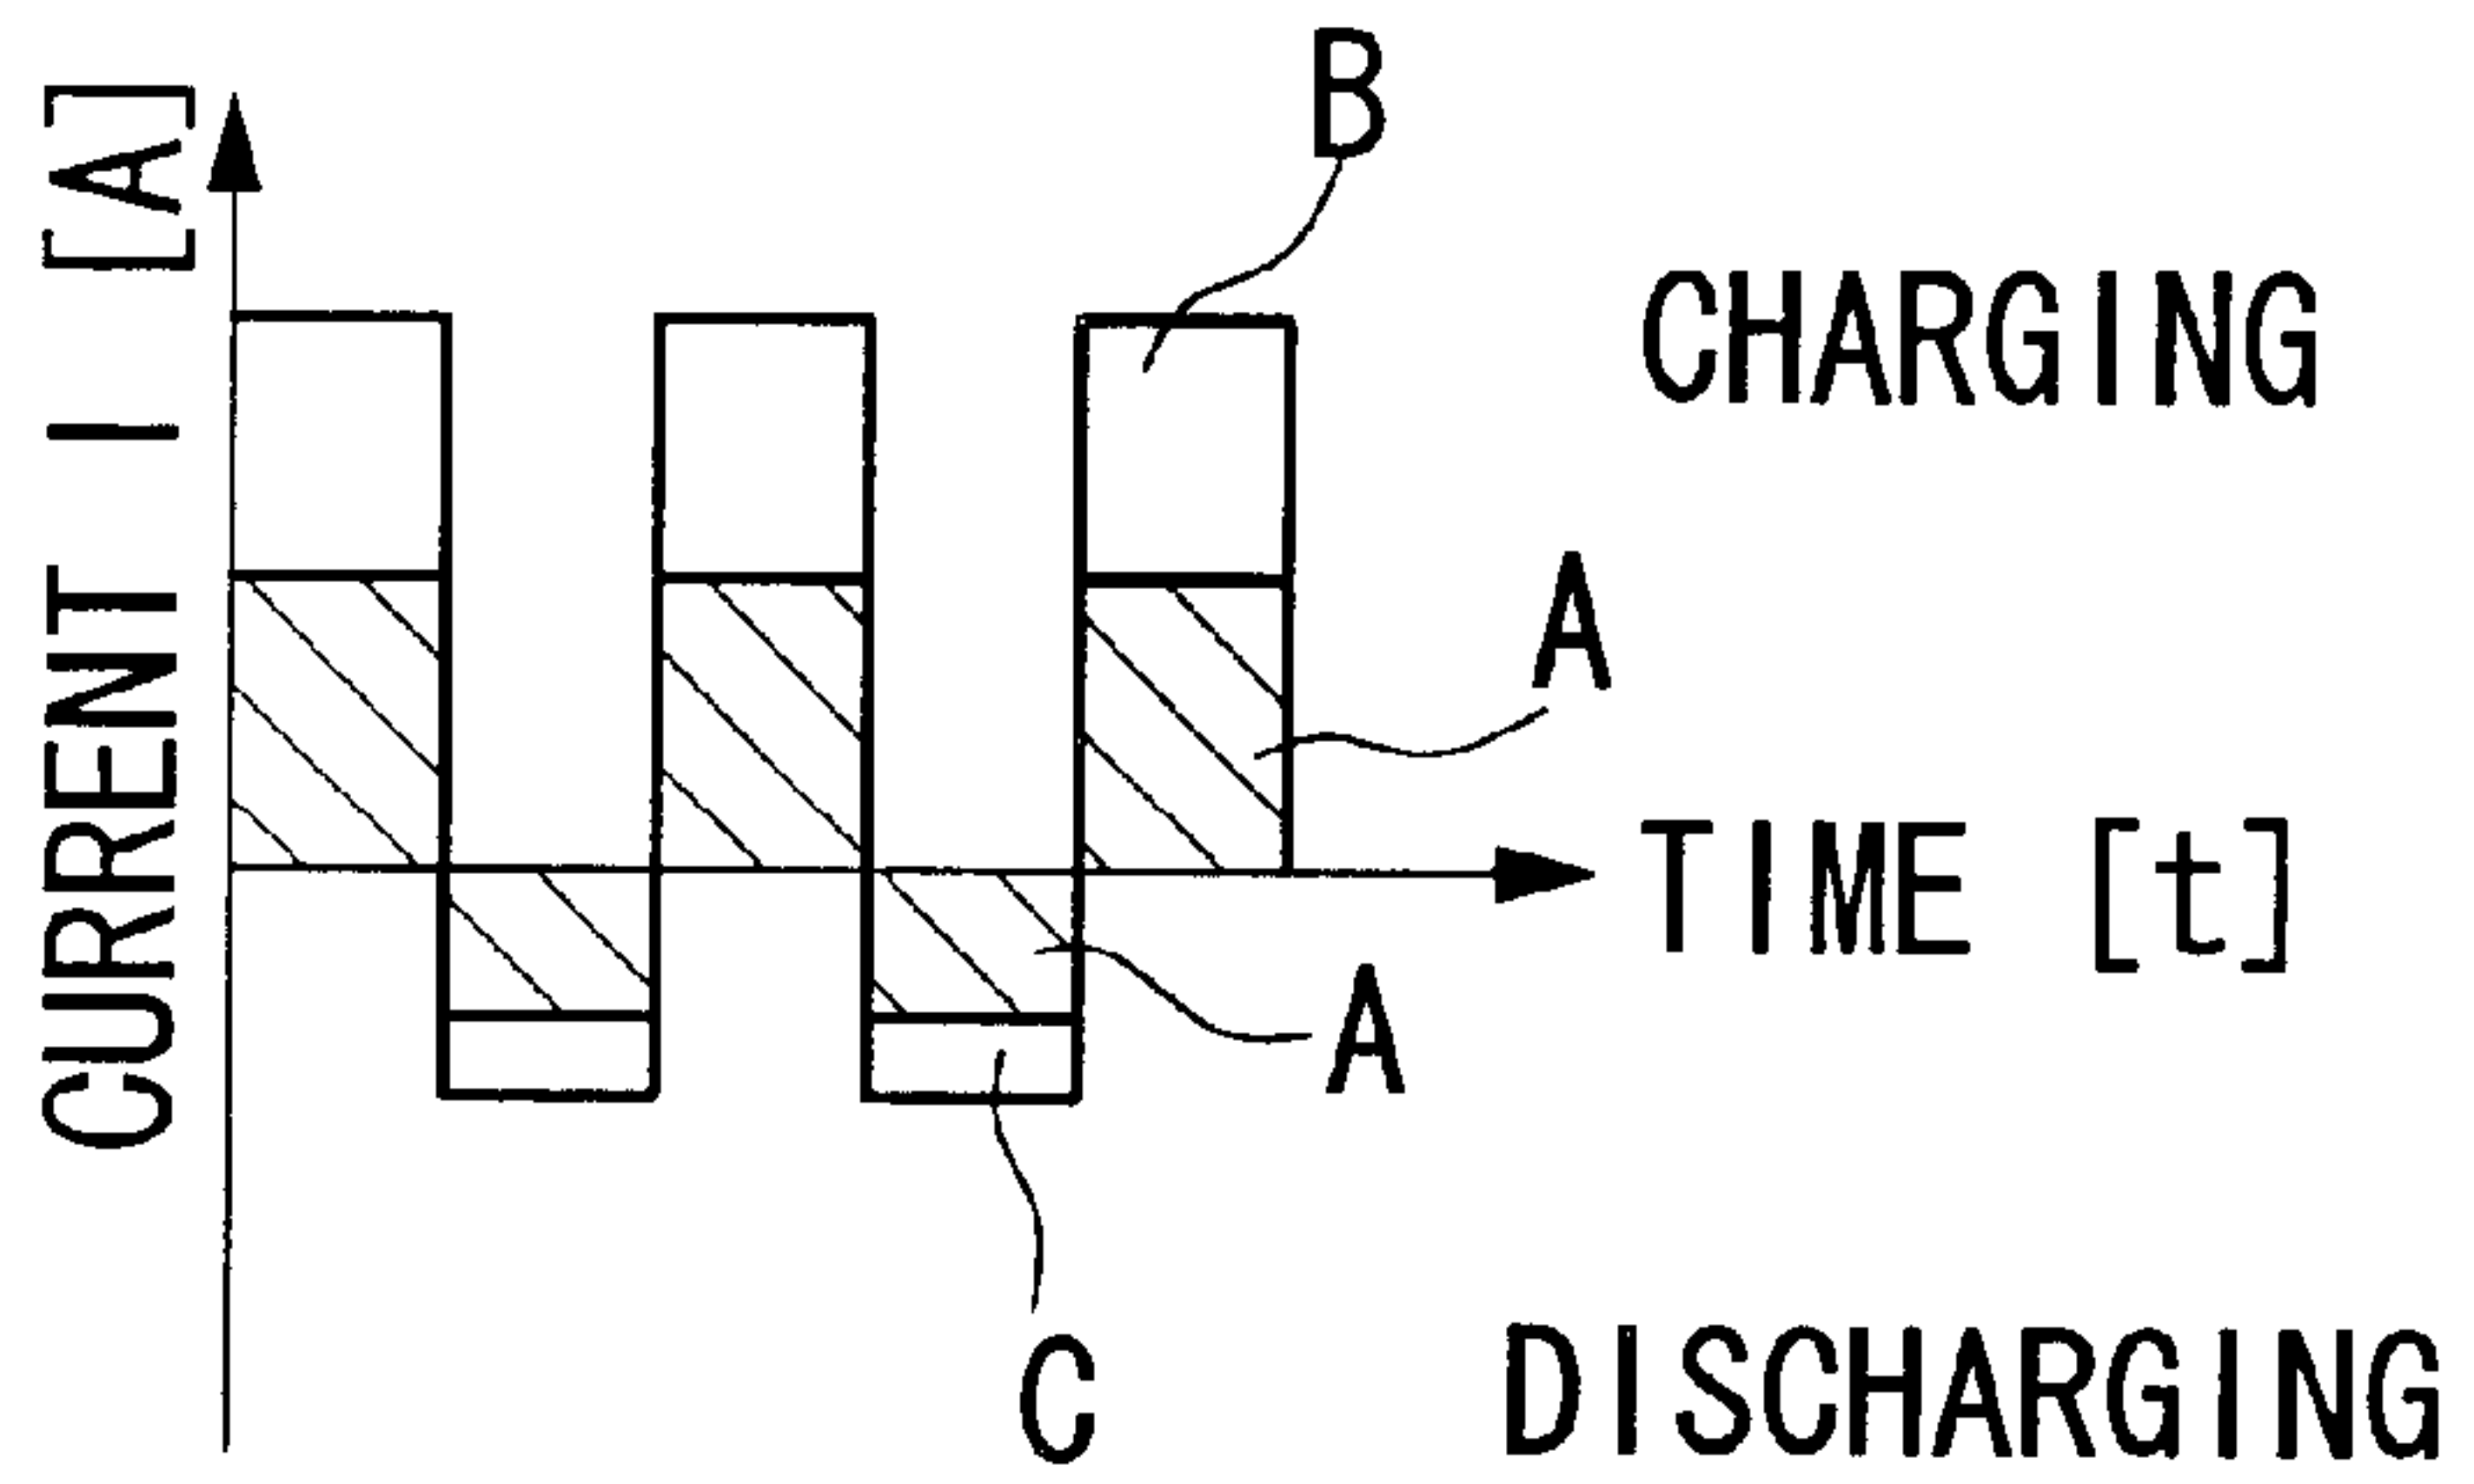 CURRENT I [A]
B
CHARGING
A
TIME [t]
A
C
DISCHARGING